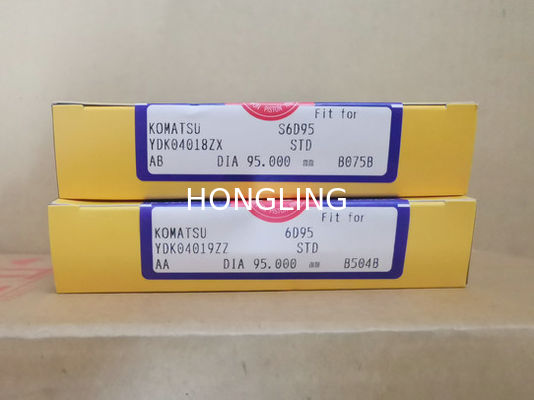 Fit for
KOMATSU S6D95
YDK04018ZX STD
AB DIA 95.000 mm B075B
HONGLING
Fit for
KOMATSU 6D95
YDK04019ZZ STD
AA DIA 95.000 mm B504B